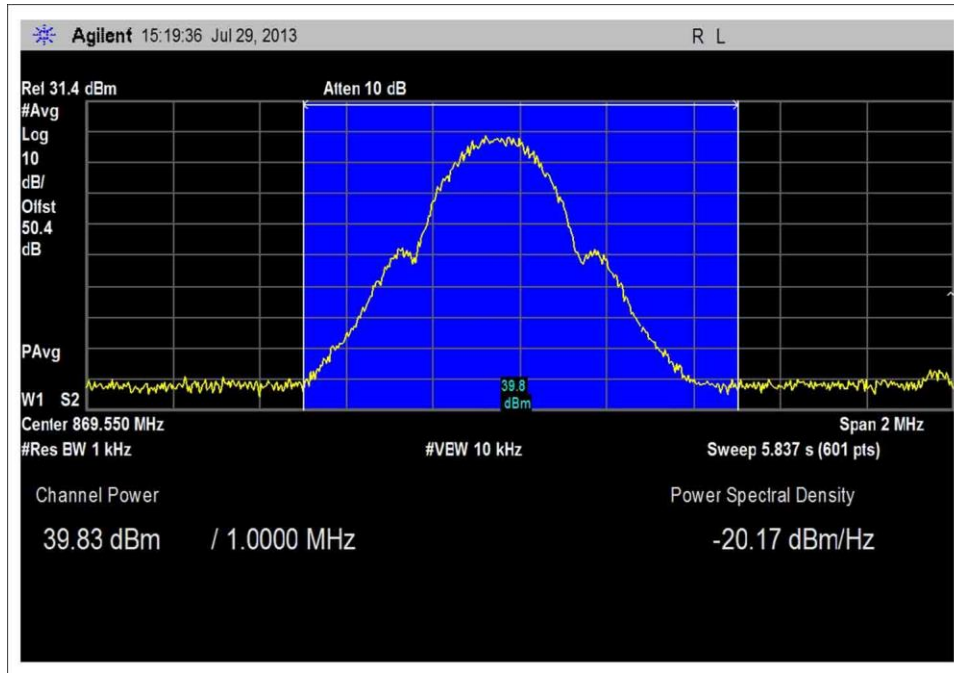 Agilent 15:19:36 Jul 29, 2013 R L
Rel 31.4 dBm Atten 10 dB
#Avg
Log
10
dB/
Offst
50.4
dB
PAvg
39.8
dBm
W1 S2
Center 869.550 MHz Span 2 MHz
#Res BW 1 kHz #VBW 10 kHz Sweep 5.837 s (601 pts)
Channel Power Power Spectral Density
39.83 dBm / 1.0000 MHz -20.17 dBm/Hz